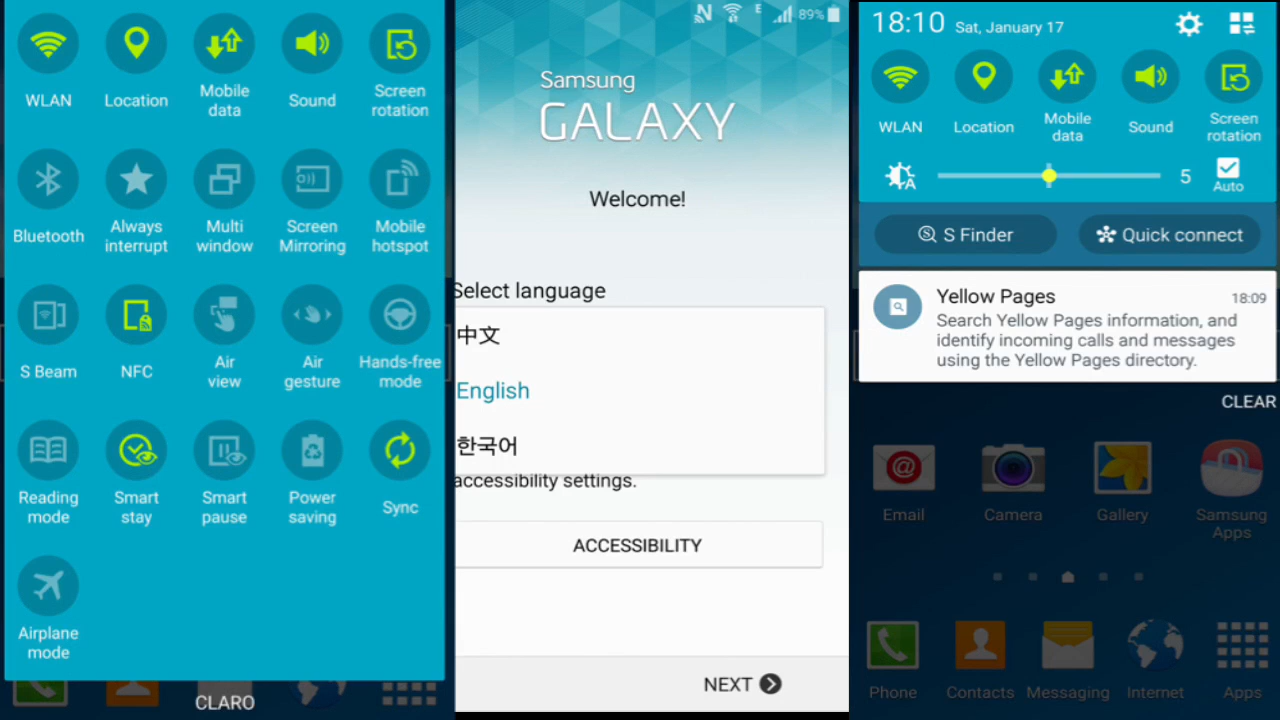 WLAN
Location
Mobile
data
Sound
Screen
rotation
Bluetooth
Always
interrupt
Multi
window
Screen
Mirroring
Mobile
hotspot
S Beam
NFC
Air
view
Air
gesture
Hands-free
mode
Reading
mode
Smart
stay
Smart
pause
Power
saving
Sync
Airplane
mode
CLARO
E 89%
Samsung
GALAXY
Welcome!
Select language
中文
English
한국어
accessibility settings.
ACCESSIBILITY
NEXT
18:10 Sat, January 17
WLAN
Location
Mobile
data
Sound
Screen
rotation
5
Auto
S Finder
Quick connect
Yellow Pages 18:09
Search Yellow Pages information, and
identify incoming calls and messages
using the Yellow Pages directory.
CLEAR
Email
Camera
Gallery
Samsung
Apps
Phone
Contacts
Messaging
Internet
Apps